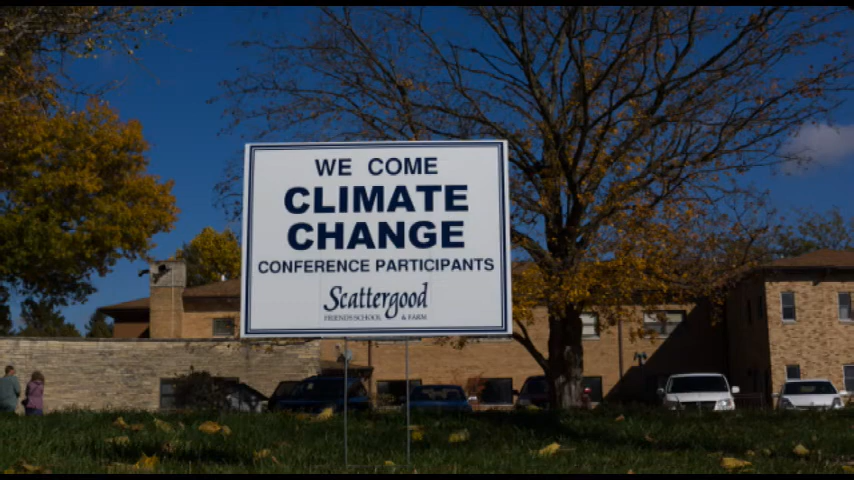 WE COME
CLIMATE
CHANGE
CONFERENCE PARTICIPANTS
Scattergood
FRIENDS SCHOOL & FARM